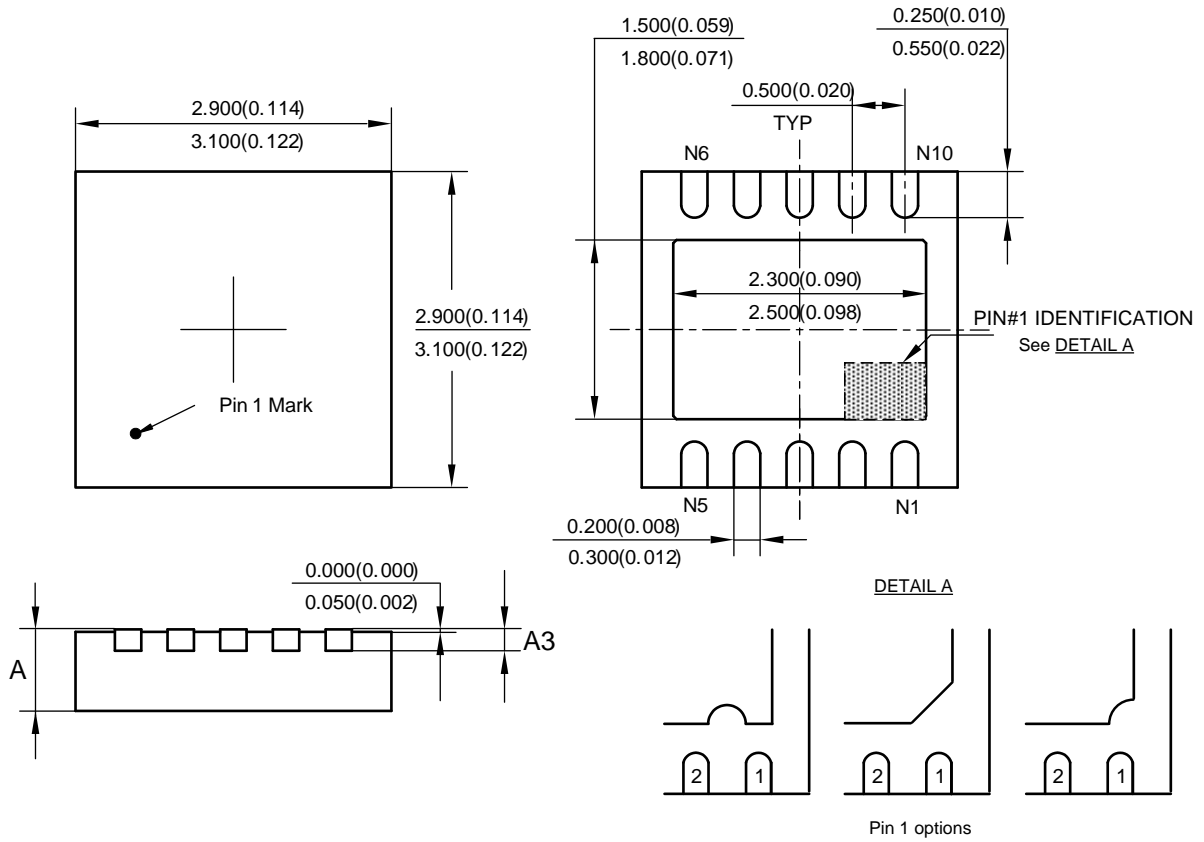 2.900(0.114)
3.100(0.122)
2.900(0.114)
3.100(0.122)
Pin 1 Mark
1.500(0.059)
1.800(0.071)
0.250(0.010)
0.550(0.022)
0.500(0.020)
TYP
N6
N10
2.300(0.090)
2.500(0.098)
PIN#1 IDENTIFICATION
See DETAIL A
N5
N1
0.200(0.008)
0.300(0.012)
0.000(0.000)
0.050(0.002)
A
A3
DETAIL A
2 1
2 1
2 1
Pin 1 options